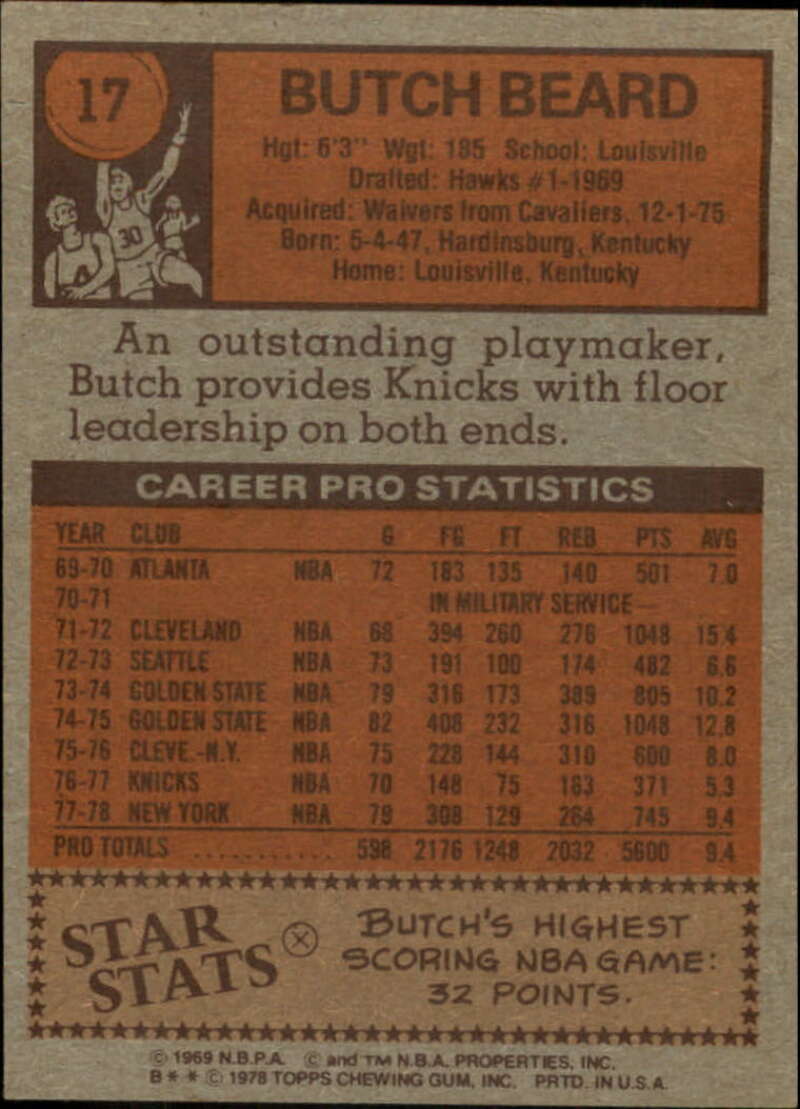 17
BUTCH BEARD
Hgt: 6'3" Wgt: 185 School: Louisville
Drafted: Hawks #1-1969
Acquired: Waivers from Cavaliers, 12-1-75
Born: 5-4-47, Hardinsburg, Kentucky
Home: Louisville, Kentucky
30
An outstanding playmaker,
Butch provides Knicks with floor
leadership on both ends.
CAREER PRO STATISTICS
YEAR CLUB G FG FT REB PTS AVG
69-70 ATLANTA NBA 72 183 135 140 501 7.0
70-71 IN MILITARY SERVICE—
71-72 CLEVELAND NBA 68 394 260 276 1048 15.4
72-73 SEATTLE NBA 73 191 100 174 482 6.6
73-74 GOLDEN STATE NBA 79 316 173 389 805 10.2
74-75 GOLDEN STATE NBA 82 408 232 316 1048 12.8
75-76 CLEVE.-N.Y. NBA 75 228 144 310 600 8.0
76-77 KNICKS NBA 70 148 75 163 371 5.3
77-78 NEW YORK NBA 79 308 129 264 745 9.4
PRO TOTALS ............ 598 2176 1248 2032 5600 9.4
STAR STATS
BUTCH'S HIGHEST
SCORING NBA GAME:
32 POINTS.
© 1969 N.B.P.A. © and TM N.B.A. PROPERTIES, INC.
B * * © 1978 TOPPS CHEWING GUM, INC. PRTD. IN U.S.A.